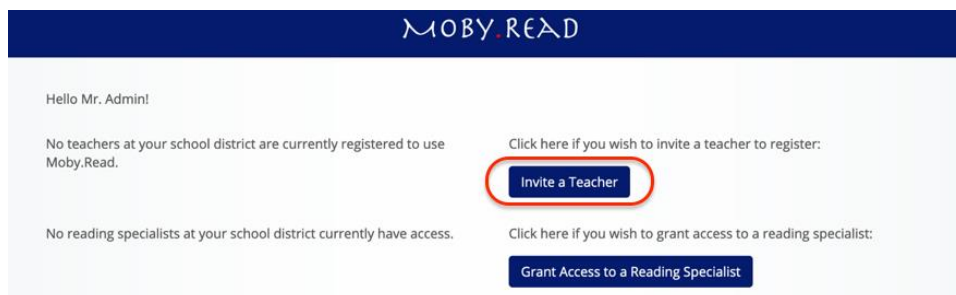 MOBY.READ
Hello Mr. Admin!
No teachers at your school district are currently registered to use
Moby.Read.
Click here if you wish to invite a teacher to register:
Invite a Teacher
No reading specialists at your school district currently have access.
Click here if you wish to grant access to a reading specialist:
Grant Access to a Reading Specialist